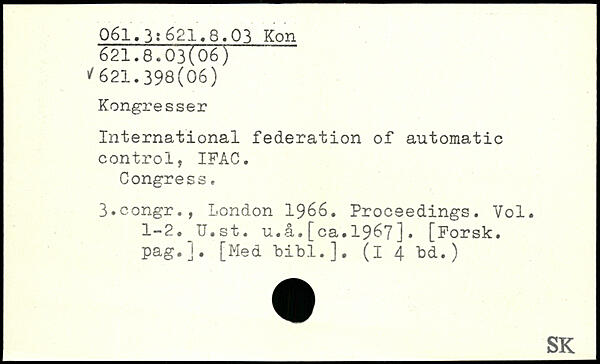 061.3:621.8.03 Kon
621.8.03(06)
√ 621.398(06)
Kongresser
International federation of automatic
control, IFAC.
Congress.
3.congr., London 1966. Proceedings. Vol.
1-2. U.st. u.å.[ca.1967]. [Forsk.
pag.]. [Med bibl.]. (I 4 bd.)
SK